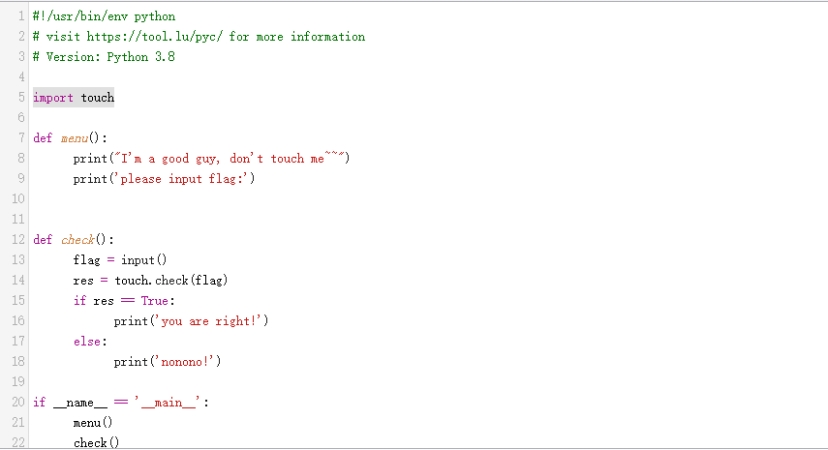 1 #!/usr/bin/env python
2 # visit https://tool.lu/pyc/ for more information
3 # Version: Python 3.8
4
5 import touch
6
7 def menu():
8 print("I'm a good guy, don't touch me~~")
9 print('please input flag:')
10
11
12 def check():
13 flag = input()
14 res = touch.check(flag)
15 if res == True:
16 print('you are right!')
17 else:
18 print('nonono!')
19
20 if __name__ == '__main__':
21 menu()
22 check()